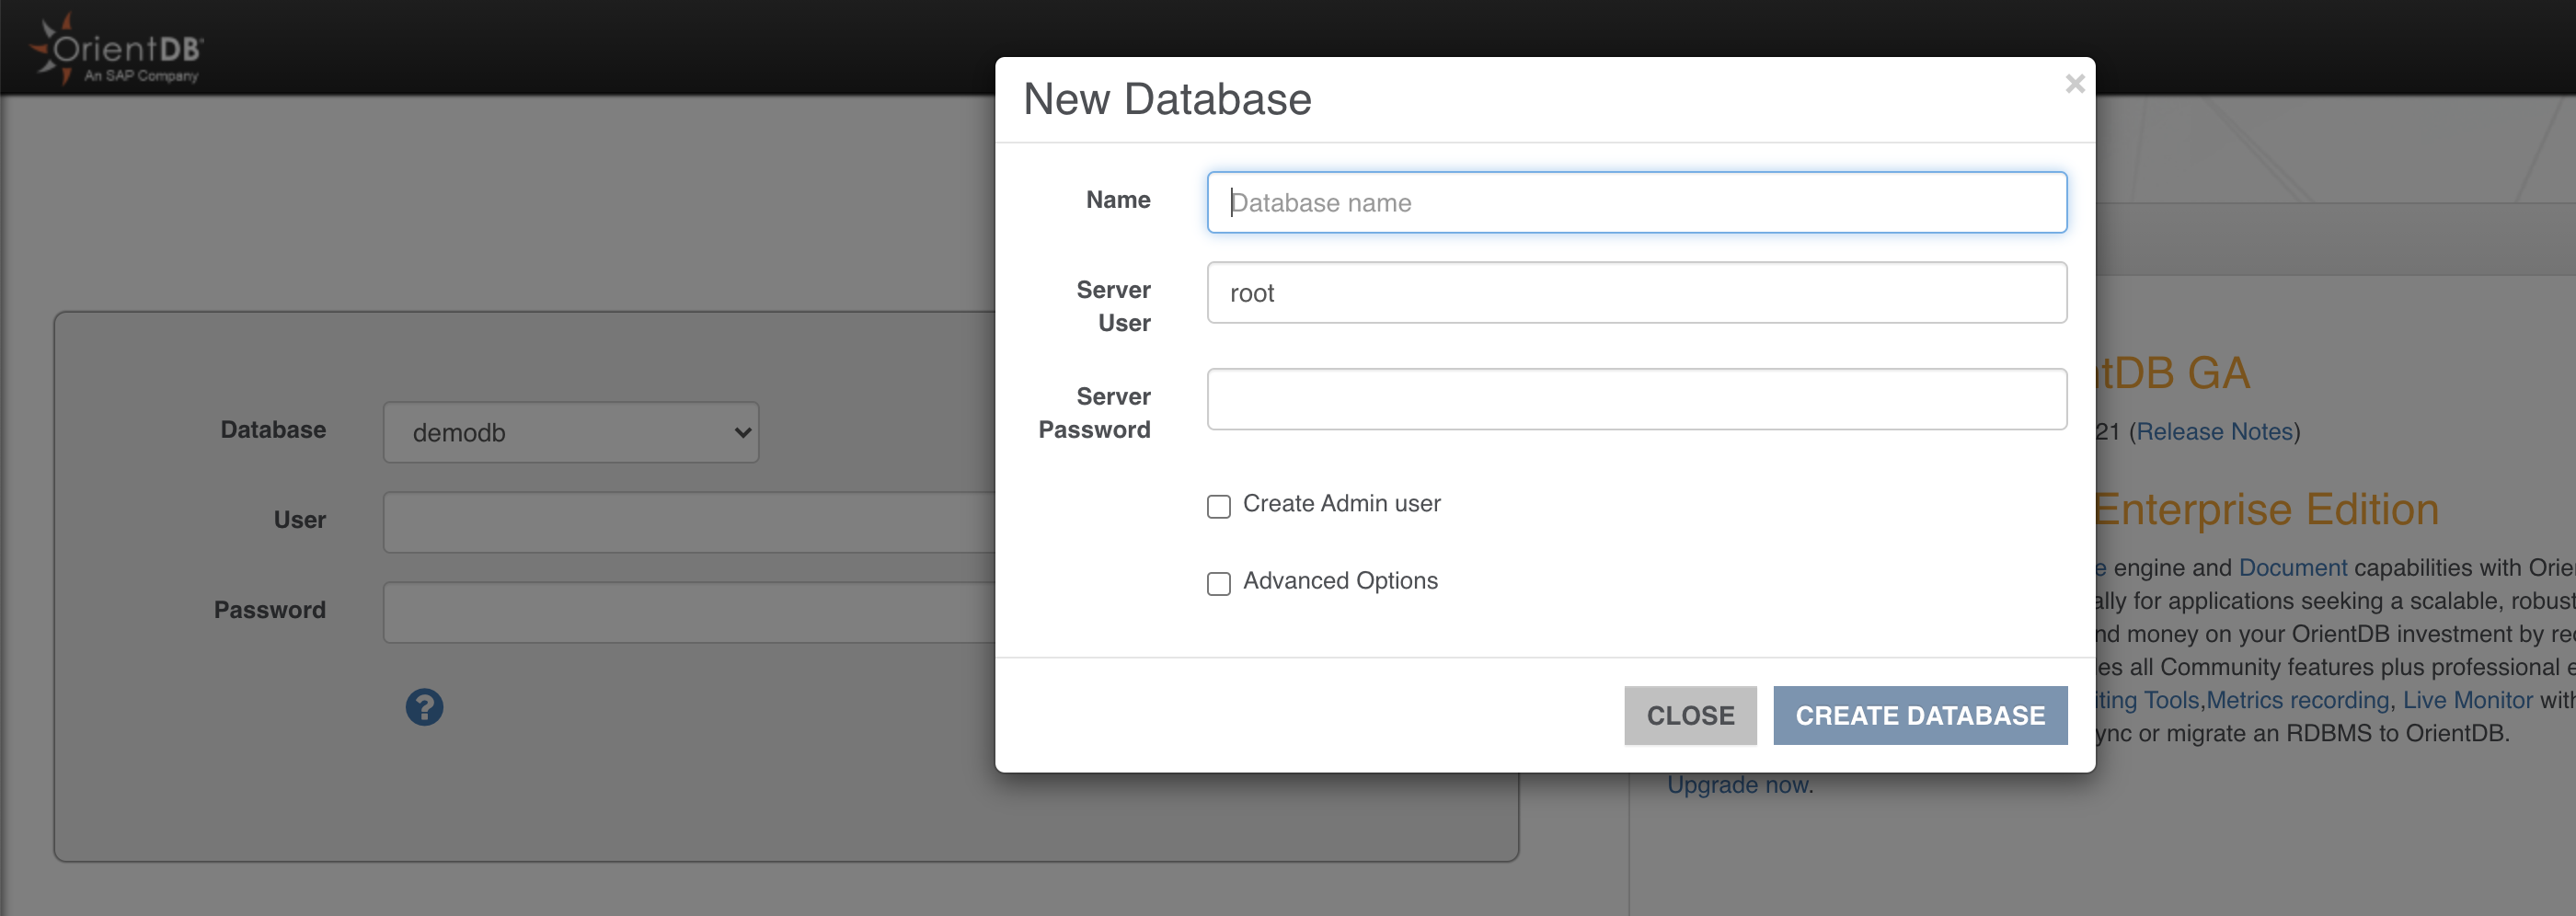 OrientDB
An SAP Company
New Database
×
Name
Database name
Server
User
root
Server
Password
Create Admin user
Advanced Options
CLOSE
CREATE DATABASE
Database
demodb
User
Password
?
tDB GA
21 (Release Notes)
Enterprise Edition
e engine and Document capabilities with Orie
ally for applications seeking a scalable, robust
nd money on your OrientDB investment by rec
es all Community features plus professional e
iting Tools,Metrics recording, Live Monitor with
ync or migrate an RDBMS to OrientDB.
Upgrade now.